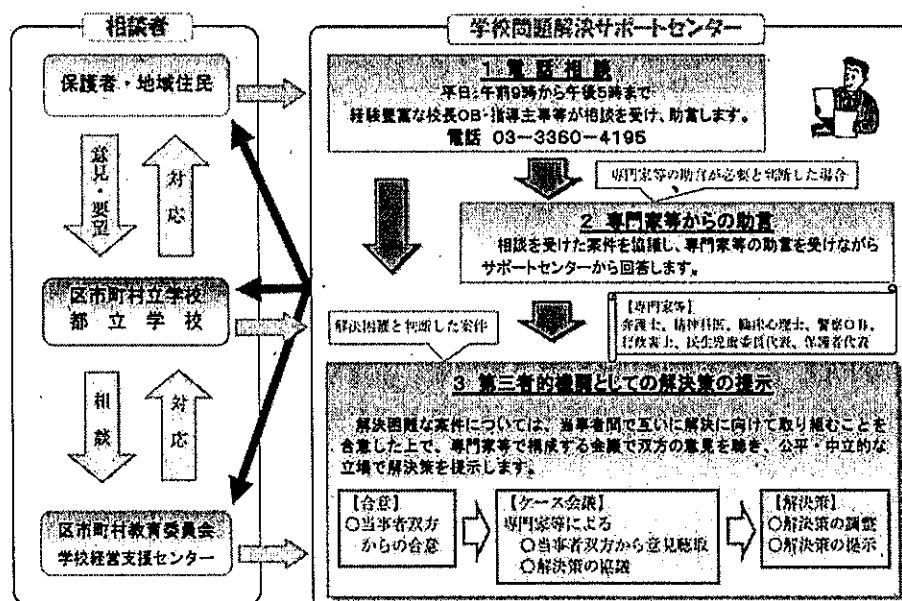 相談者
保護者・地域住民
意見・要望
対応
区市町村立学校
都立学校
相談
対応
区市町村教育委員会
学校経営支援センター
学校問題解決サポートセンター
1 電話相談
平日:午前9時から午後5時まで
経験豊富な校長OB・指導主事等が相談を受け、助言します。
電話 03-3360-4195
専門家等の助言が必要と判断した場合
2 専門家等からの助言
相談を受けた案件を協議し、専門家等の助言を受けながら
サポートセンターから回答します。
【専門家等】
弁護士、精神科医、臨床心理士、警察OB、
行政書士、民生児童委員代表、保護者代表
解決困難と判断した案件
3 第三者的機関としての解決策の提示
解決困難な案件については、当事者間で互いに解決に向けて取り組むことを
合意した上で、専門家等で構成する会議で双方の意見を聴き、公平・中立的な
立場で解決策を提示します。
【合意】
○当事者双方
からの合意
【ケース会議】
専門家等による
○当事者双方から意見聴取
○解決策の協議
【解決策】
○解決策の調整
○解決策の提示